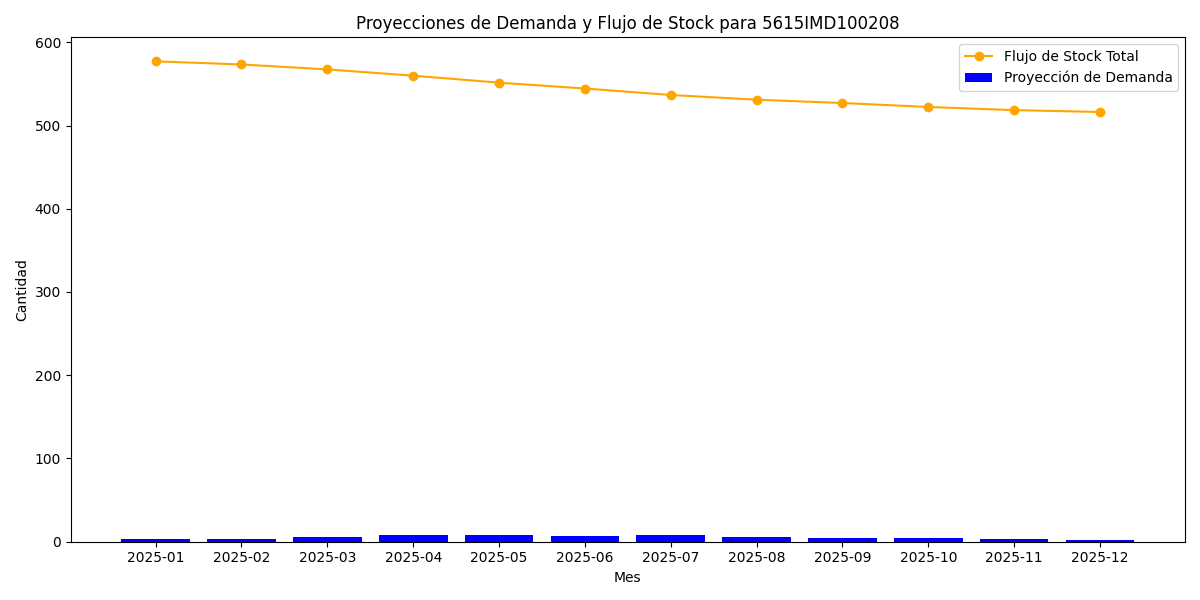 Proyecciones de Demanda y Flujo de Stock para 5615IMD100208
Flujo de Stock Total
Proyección de Demanda
Cantidad
600
500
400
300
200
100
0
2025-01 2025-02 2025-03 2025-04 2025-05 2025-06 2025-07 2025-08 2025-09 2025-10 2025-11 2025-12
Mes